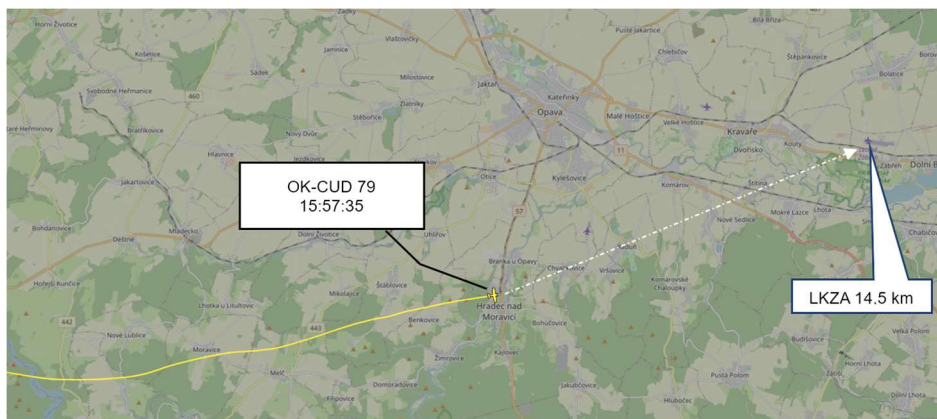 Horní Životice
Zadky
Vlaštovičky
Pusté Jakartice
Bílá Bříza
467
Košetice
Jamnice
Chlebičov
Štěpánkovice
Sádek
Milostovice
Jaktař
Kateřinky
Bolatice
Svobodné Heřmanice
460
Zlatníky
Opava
Malé Hoštice
Velké Hoštice
Stěbořice
Kravaře
Kouty
Bratříkovice
Nový Dvůr
Dvořisko
Hlavnice
Jezdkovice
11
Zábřeh
Dolní B
OK-CUD 79
15:57:35
Otice
Kylešovice
Komárov
Štítina
Jakartovice
57
Mokré Lazce
Lhota
Nové Sedlice
Bohdanovice
Deštné
Mladecko
Dolní Životice
Uhlířov
Chabičov
Raduň
Branka u Opavy
Chvalíkovice
Vršovice
Komárovské
Chaloupky
Hořejší Kunčice
Štáblovice
Mikolajice
LKZA 14.5 km
Lhotka u Litultovic
Hradec nad
Moravicí
442
Nové Lublice
443
Benkovice
Bohučovice
Velká Polom
Budišovice
Moravice
Žimrovice
Kajlovec
Horní Lhota
Melč
Pustá Polom
Domoradovice
Jakubčovice
Filipovice
Hlubočec
Dolní Lhota